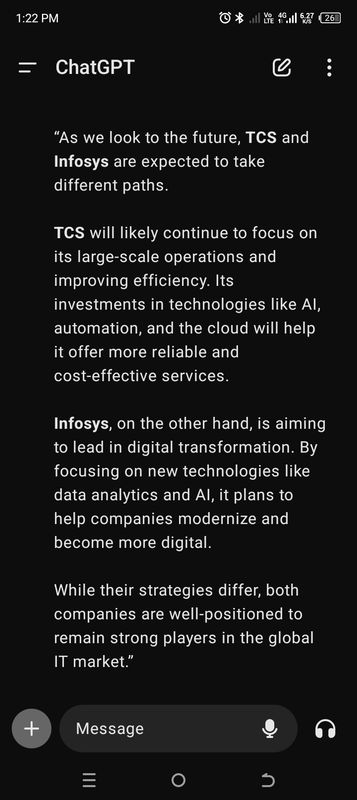 1:22 PM
Vo LTE 4G 6.27 K/S 26
ChatGPT
“As we look to the future, TCS and
Infosys are expected to take
different paths.
TCS will likely continue to focus on
its large-scale operations and
improving efficiency. Its
investments in technologies like AI,
automation, and the cloud will help
it offer more reliable and
cost-effective services.
Infosys, on the other hand, is aiming
to lead in digital transformation. By
focusing on new technologies like
data analytics and AI, it plans to
help companies modernize and
become more digital.
While their strategies differ, both
companies are well-positioned to
remain strong players in the global
IT market.”
Message